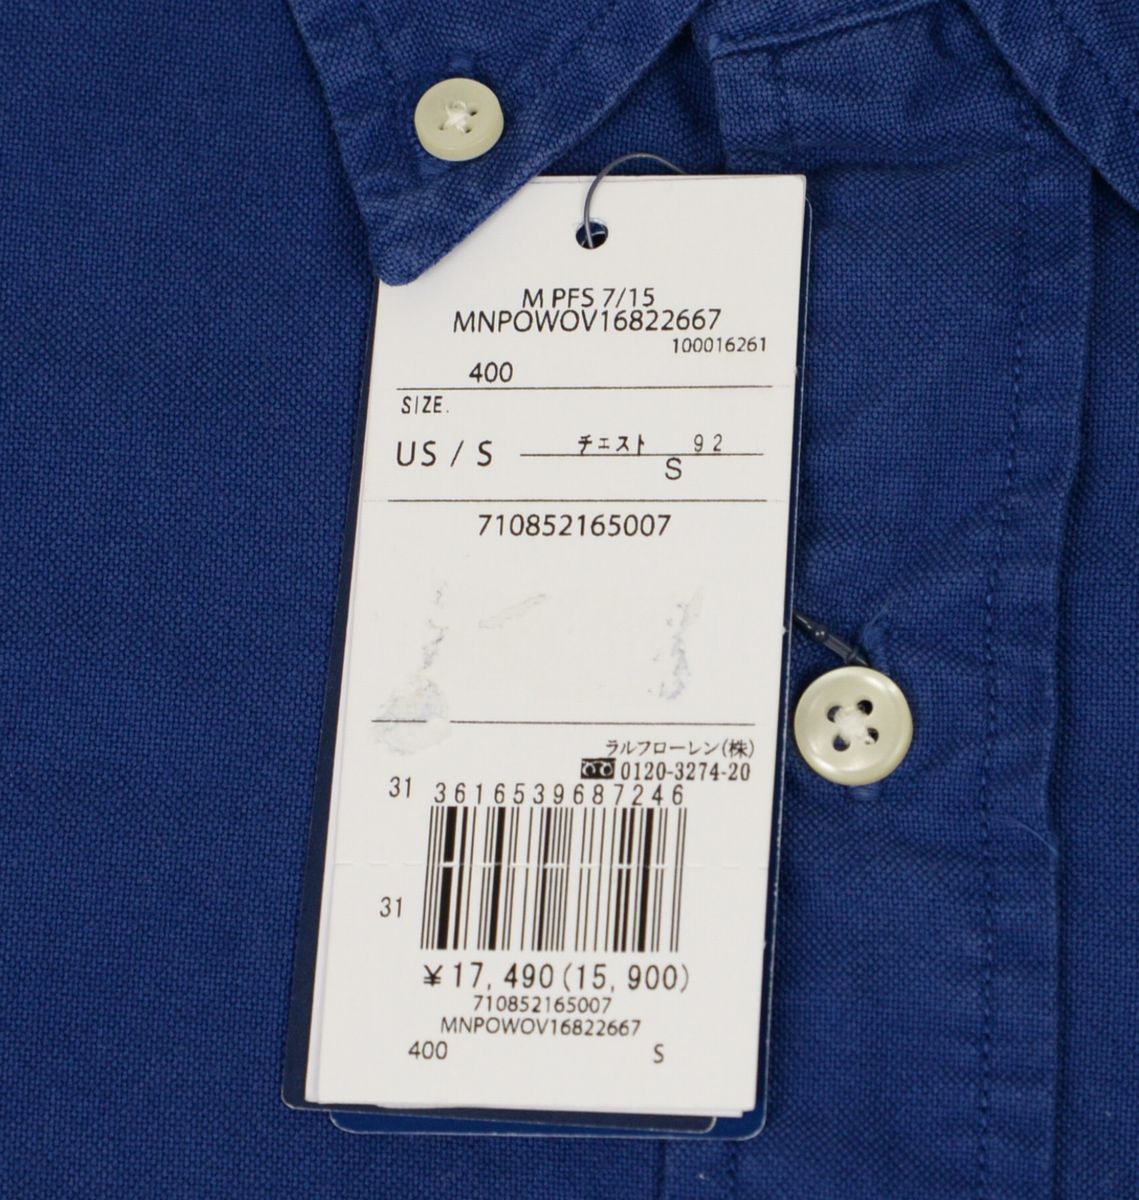 M PFS 7/15
MNPOWOV16822667
100016261
400
SIZE.
US / S チェスト 92
S
710852165007
ラルフローレン(株)
0120-3274-20
31 3616539687246
31
¥17,490(15,900)
710852165007
MNPOWOV16822667
400 S